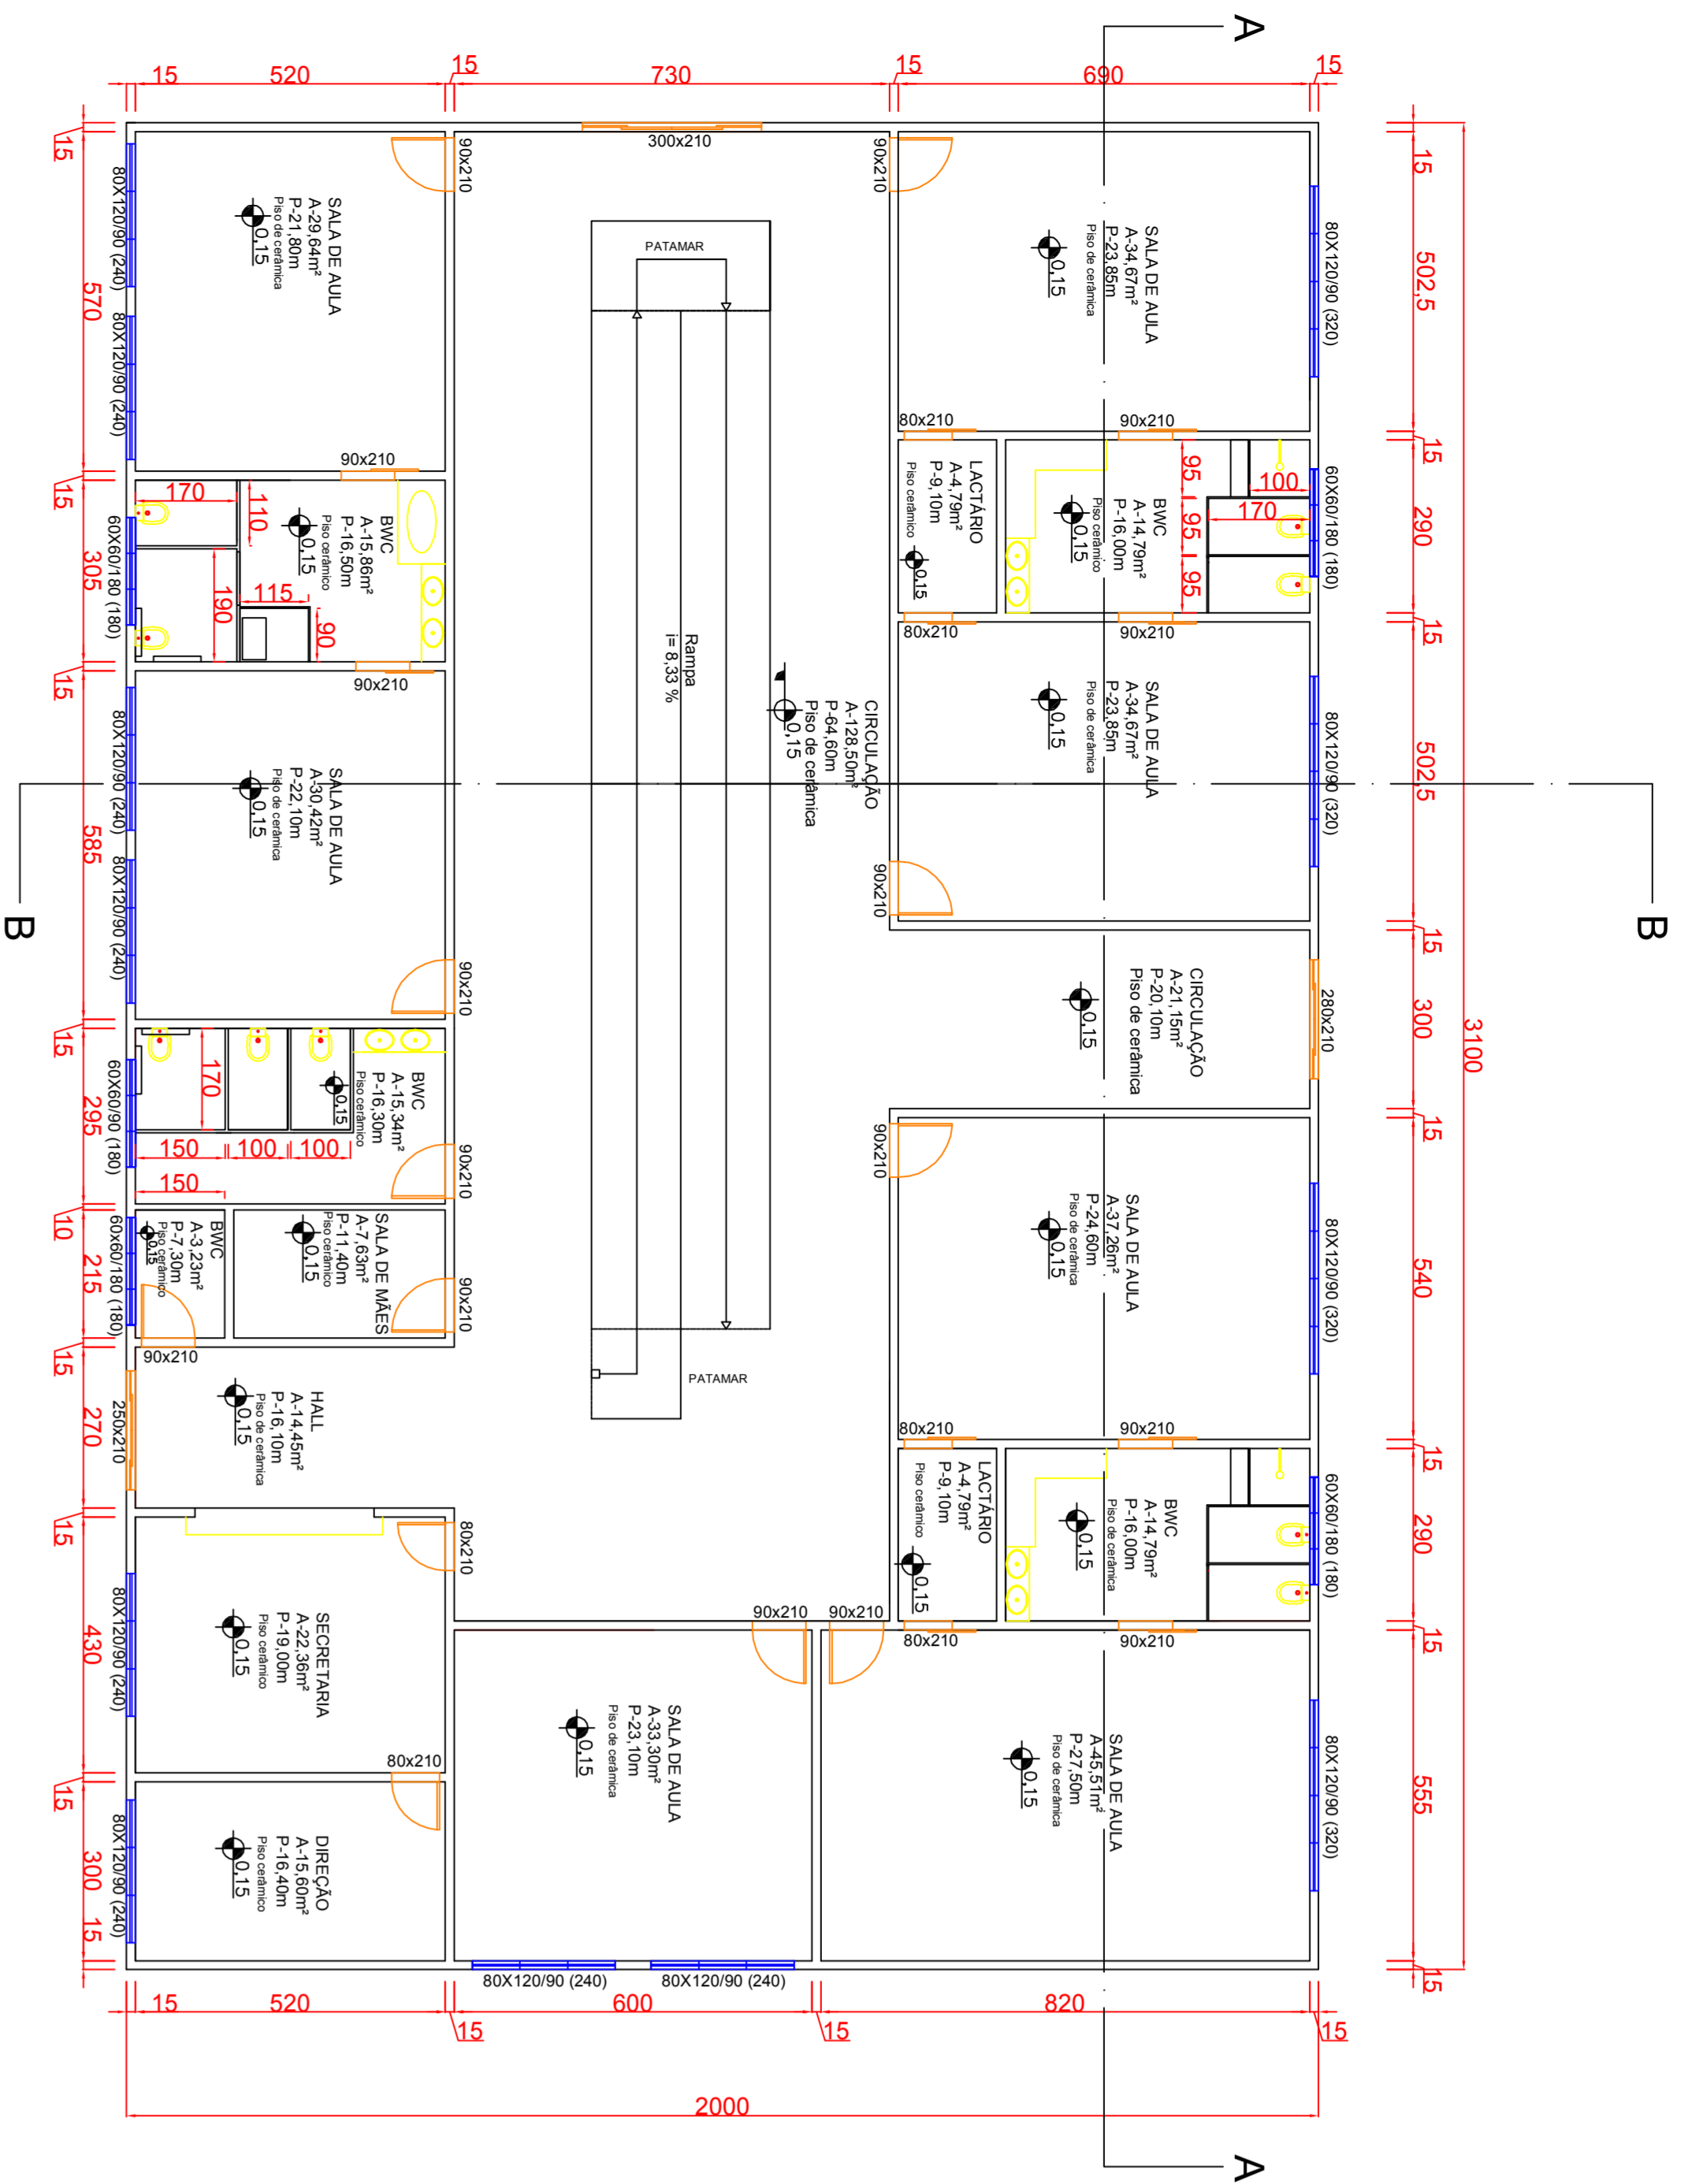 A
15
690
15
730
15
520
15
15
502,5
15
290
15
502,5
15
300
15
540
15
290
15
555
15
3100
B
80X120/90 (320)
60X60/180 (180)
80X120/90 (320)
280x210
80X120/90 (320)
60X60/180 (180)
80X120/90 (320)
SALA DE AULA
A-34,67m²
P-23,85m
Piso de cerâmica
0,15
90x210
80x210
90x210
LACTÁRIO
A-4,79m²
P-9,10m
Piso cerâmico
0,15
BWC
A-14,79m²
P-16,00m
Piso cerâmico
0,15
95
95
95
100
170
80x210
90x210
SALA DE AULA
A-34,67m²
P-23,85m
Piso de cerâmica
0,15
90x210
CIRCULAÇÃO
A-21,15m²
P-20,10m
Piso de cerâmica
0,15
90x210
SALA DE AULA
A-37,26m²
P-24,60m
Piso de cerâmica
0,15
80x210
90x210
LACTÁRIO
A-4,79m²
P-9,10m
Piso cerâmico
0,15
BWC
A-14,79m²
P-16,00m
Piso de cerâmica
0,15
80x210
90x210
SALA DE AULA
A-45,51m²
P-27,50m
Piso de cerâmica
0,15
90x210
90x210
SALA DE AULA
A-33,30m²
P-23,10m
Piso de cerâmica
0,15
80X120/90 (240)
80X120/90 (240)
300x210
PATAMAR
Rampa
i= 8,33 %
CIRCULAÇÃO
A-128,50m²
P-64,60m
Piso de cerâmica
0,15
PATAMAR
90x210
SALA DE AULA
A-29,64m²
P-21,80m
Piso de cerâmica
0,15
90x210
BWC
A-15,86m²
P-16,50m
Piso cerâmico
0,15
170
110
190
115
90
90x210
SALA DE AULA
A-30,42m²
P-22,10m
Piso de cerâmica
0,15
90x210
BWC
A-15,34m²
P-16,30m
Piso cerâmico
0,15
170
150
100
100
150
90x210
SALA DE MÃES
A-7,63m²
P-11,40m
Piso cerâmico
0,15
90x210
BWC
A-3,23m²
P-7,30m
Piso cerâmico
0,15
90x210
HALL
A-14,45m²
P-16,10m
Piso de cerâmica
0,15
80x210
SECRETARIA
A-22,36m²
P-19,00m
Piso cerâmico
0,15
80x210
DIREÇÃO
A-15,60m²
P-16,40m
Piso cerâmico
0,15
80X120/90 (240)
80X120/90 (240)
60X60/180 (180)
80X120/90 (240)
80X120/90 (240)
60X60/90 (180)
60x60/180 (180)
250x210
80X120/90 (240)
80X120/90 (240)
15
570
15
305
15
585
15
295
10
215
15
270
15
430
15
300
15
B
15
520
15
600
15
820
15
2000
A